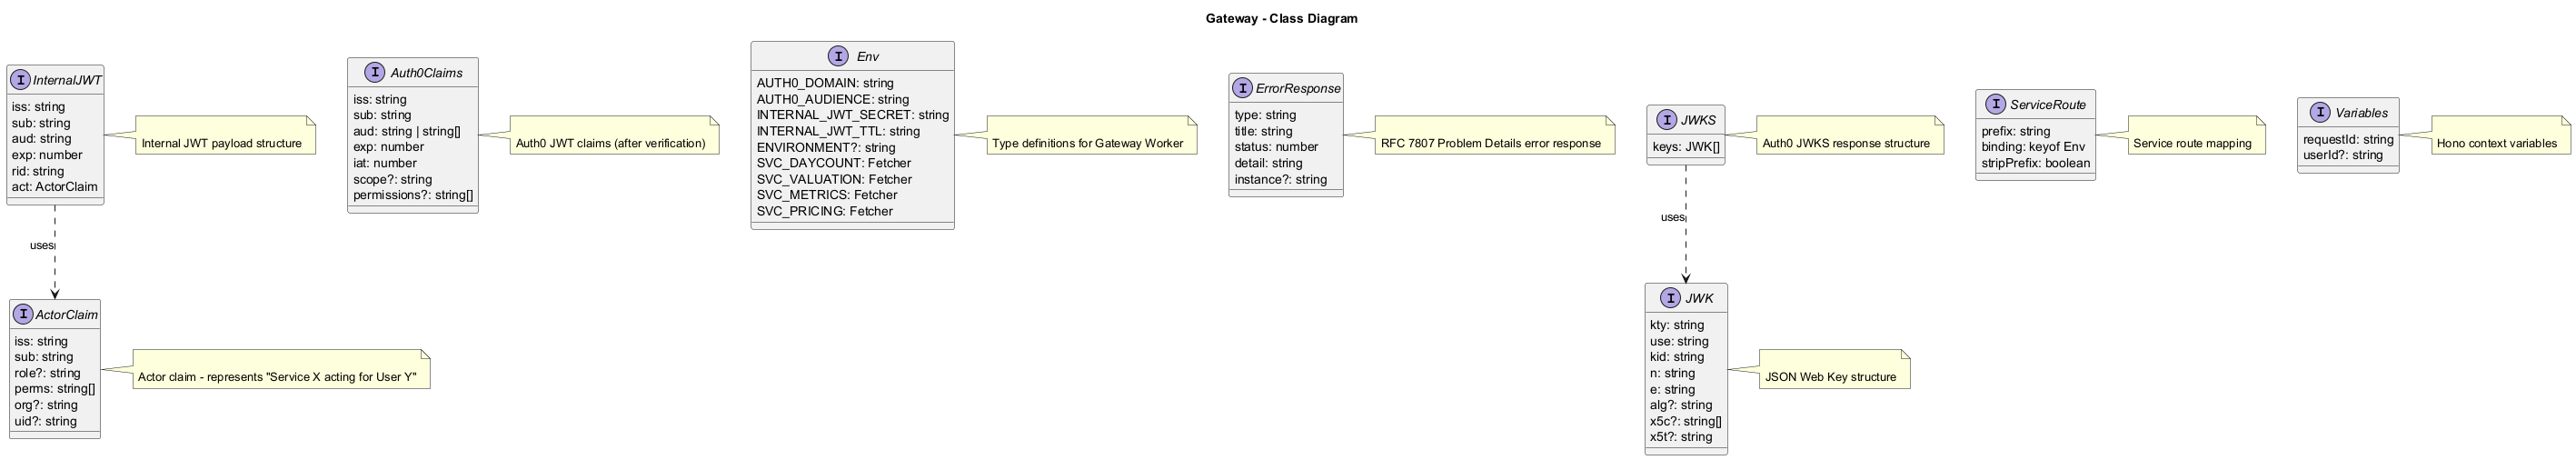 Gateway - Class Diagram
I InternalJWT
iss: string
sub: string
aud: string
exp: number
rid: string
act: ActorClaim
Internal JWT payload structure
I Auth0Claims
iss: string
sub: string
aud: string | string[]
exp: number
iat: number
scope?: string
permissions?: string[]
Auth0 JWT claims (after verification)
I Env
AUTH0_DOMAIN: string
AUTH0_AUDIENCE: string
INTERNAL_JWT_SECRET: string
INTERNAL_JWT_TTL: string
ENVIRONMENT?: string
SVC_DAYCOUNT: Fetcher
SVC_VALUATION: Fetcher
SVC_METRICS: Fetcher
SVC_PRICING: Fetcher
Type definitions for Gateway Worker
I ErrorResponse
type: string
title: string
status: number
detail: string
instance?: string
RFC 7807 Problem Details error response
I JWKS
keys: JWK[]
Auth0 JWKS response structure
I ServiceRoute
prefix: string
binding: keyof Env
stripPrefix: boolean
Service route mapping
I Variables
requestId: string
userId?: string
Hono context variables
uses
uses
I ActorClaim
iss: string
sub: string
role?: string
perms: string[]
org?: string
uid?: string
Actor claim - represents "Service X acting for User Y"
I JWK
kty: string
use: string
kid: string
n: string
e: string
alg?: string
x5c?: string[]
x5t?: string
JSON Web Key structure